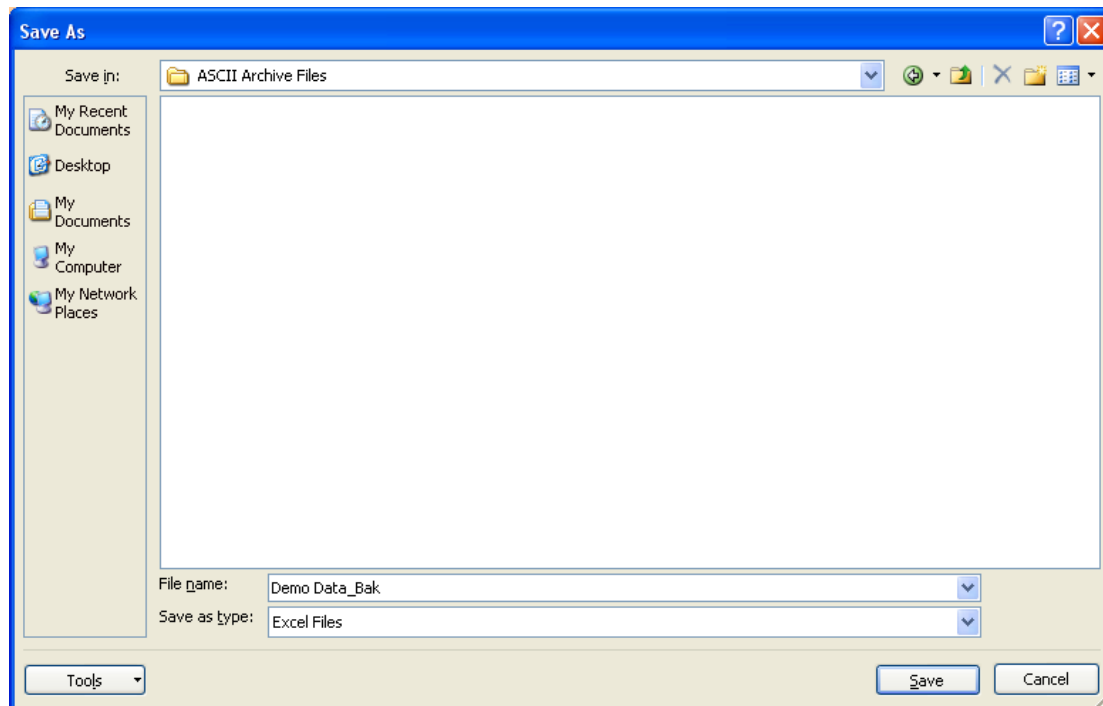 Save As
?
Save in:
ASCII Archive Files
My Recent
Documents
Desktop
My
Documents
My
Computer
My Network
Places
File name:
Demo Data_Bak
Save as type:
Excel Files
Tools
Save
Cancel